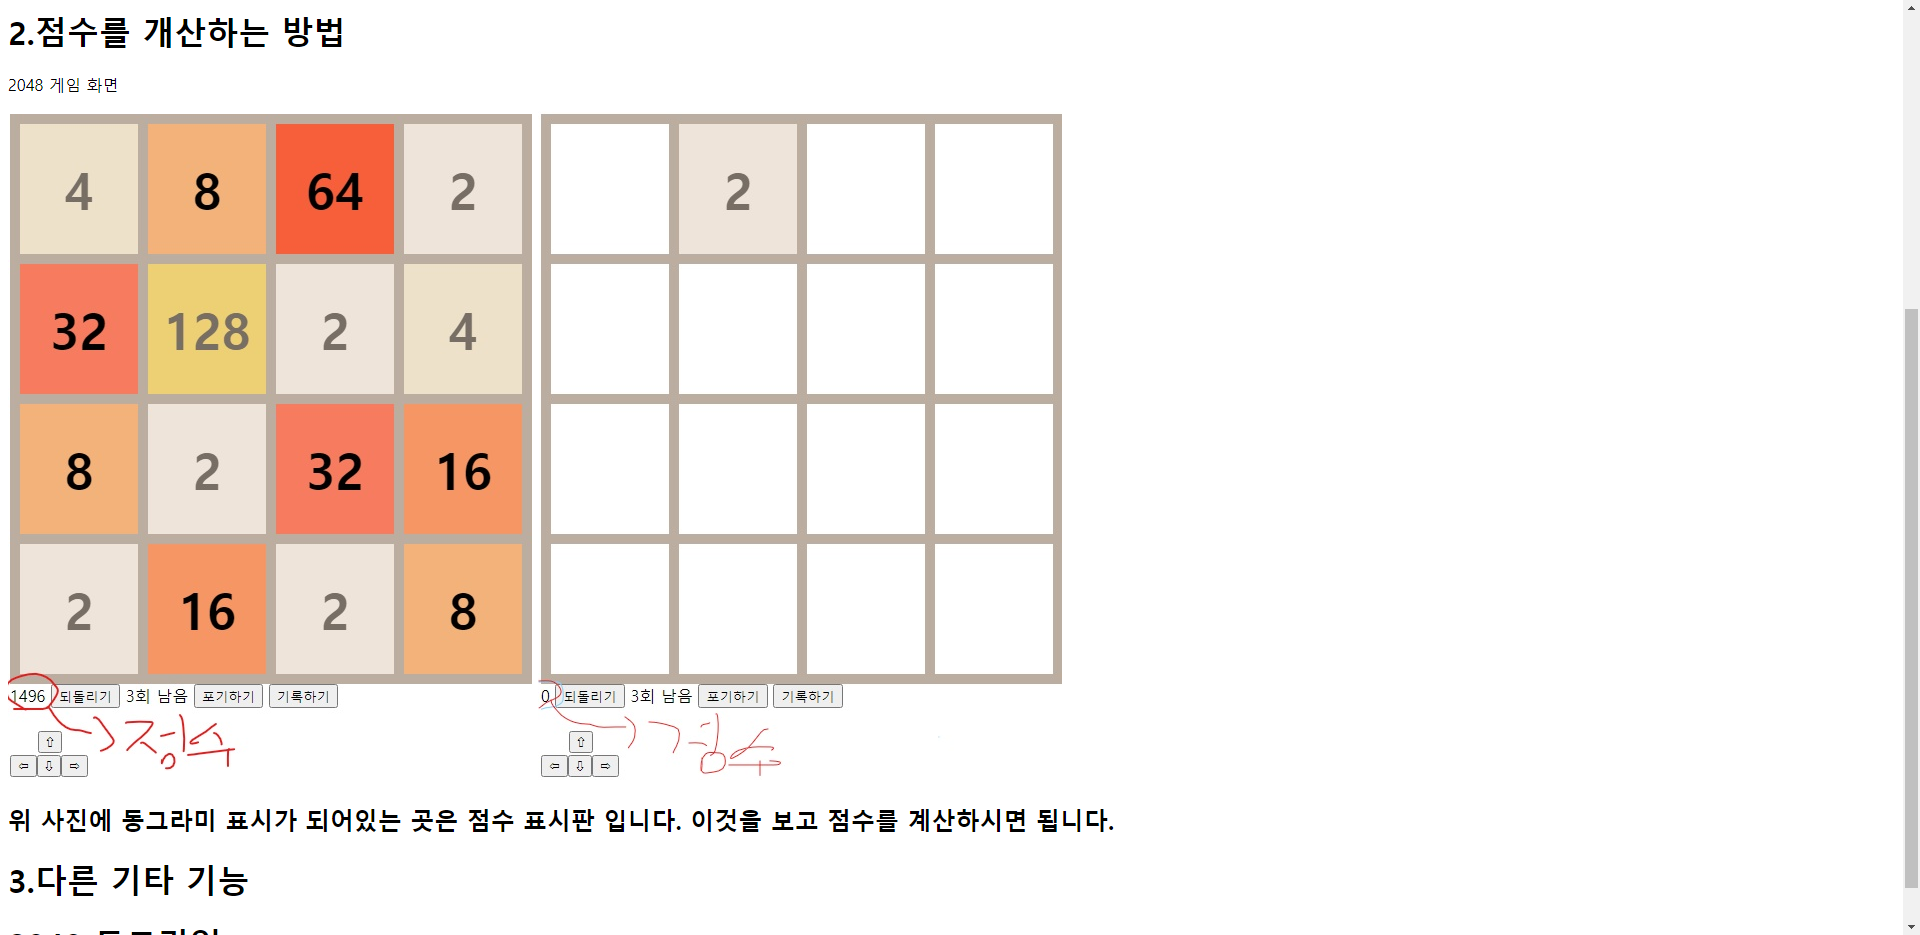 2.점수를 개산하는 방법
2048 게임 화면
4 8 64 2
2
32 128 2 4
8 2 32 16
2 16 2 8
1496 되돌리기 3회 남음 포기하기 기록하기
0 되돌리기 3회 남음 포기하기 기록하기
⇧
⇦ ⇩ ⇨
점수
⇧
⇦ ⇩ ⇨
점수
위 사진에 동그라미 표시가 되어있는 곳은 점수 표시판 입니다. 이것을 보고 점수를 계산하시면 됩니다.
3.다른 기타 기능